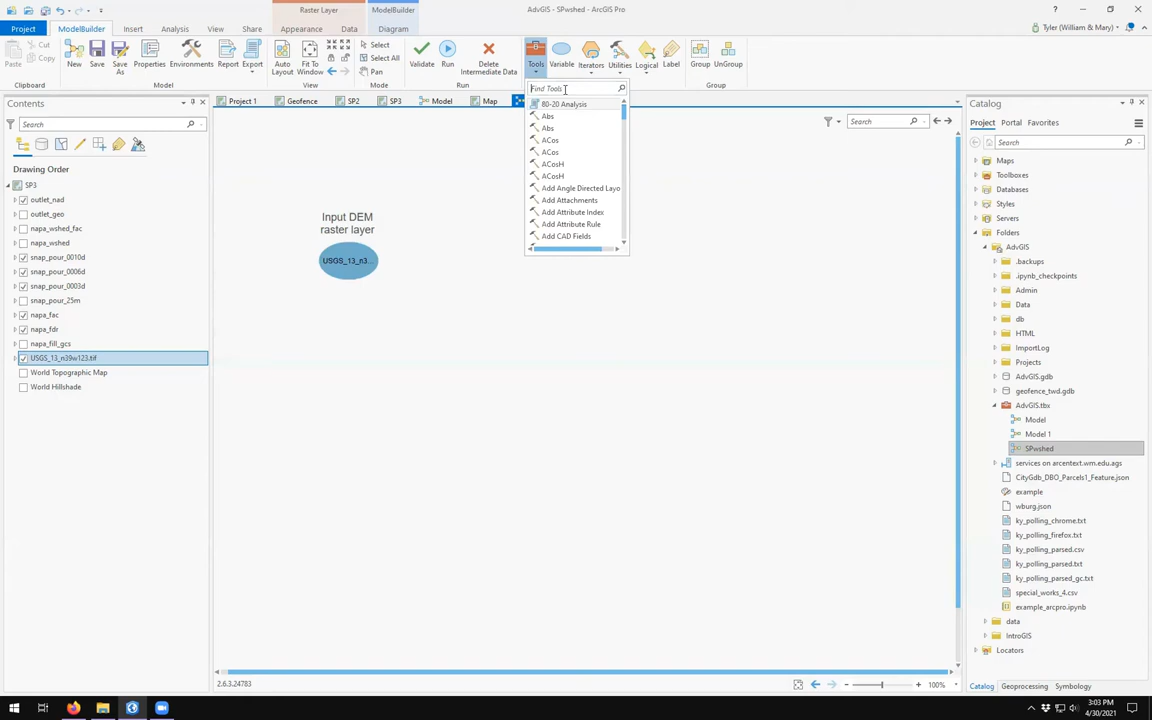 Raster Layer
ModelBuilder
AdvGIS - SPwshed - ArcGIS Pro
?
Project
ModelBuilder
Insert
Analysis
View
Share
Appearance
Data
Diagram
Tyler (William & Mary)
Paste
Cut
Copy
New
Save
Save As
Properties
Environments
Report
Export
Auto Layout
Fit To Window
Select
Select All
Pan
Validate
Run
Delete Intermediate Data
Tools
Variable
Iterators
Utilities
Logical
Label
Group
UnGroup
Clipboard
Model
View
Mode
Run
Insert
Group
Contents
Search
Drawing Order
SP3
outlet_nad
outlet_geo
napa_wshed_fac
napa_wshed
snap_pour_0010d
snap_pour_0006d
snap_pour_0003d
snap_pour_25m
napa_fac
napa_fdr
napa_fill_gcs
USGS_13_n39w123.tif
World Topographic Map
World Hillshade
Project 1
Geofence
SP2
SP3
Model
Map
Search
Find Tools
80-20 Analysis
Abs
Abs
ACos
ACos
ACosH
ACosH
Add Angle Directed Layo
Add Attachments
Add Attribute Index
Add Attribute Rule
Add CAD Fields
Input DEM
raster layer
USGS_13_n3...
2.6.3.24783
100%
Catalog
Project
Portal
Favorites
Search
Maps
Toolboxes
Databases
Styles
Servers
Folders
AdvGIS
.backups
.ipynb_checkpoints
Admin
Data
db
HTML
ImportLog
Projects
AdvGIS.gdb
geofence_twd.gdb
AdvGIS.tbx
Model
Model 1
SPwshed
services on arcentext.wm.edu.ags
CityGdb_DBO_Parcels1_Feature.json
example
wburg.json
ky_polling_chrome.txt
ky_polling_firefox.txt
ky_polling_parsed.csv
ky_polling_parsed.txt
ky_polling_parsed_gc.txt
special_works_4.csv
example_arcpro.ipynb
data
IntroGIS
Locators
Catalog
Geoprocessing
Symbology
3:03 PM
4/30/2021